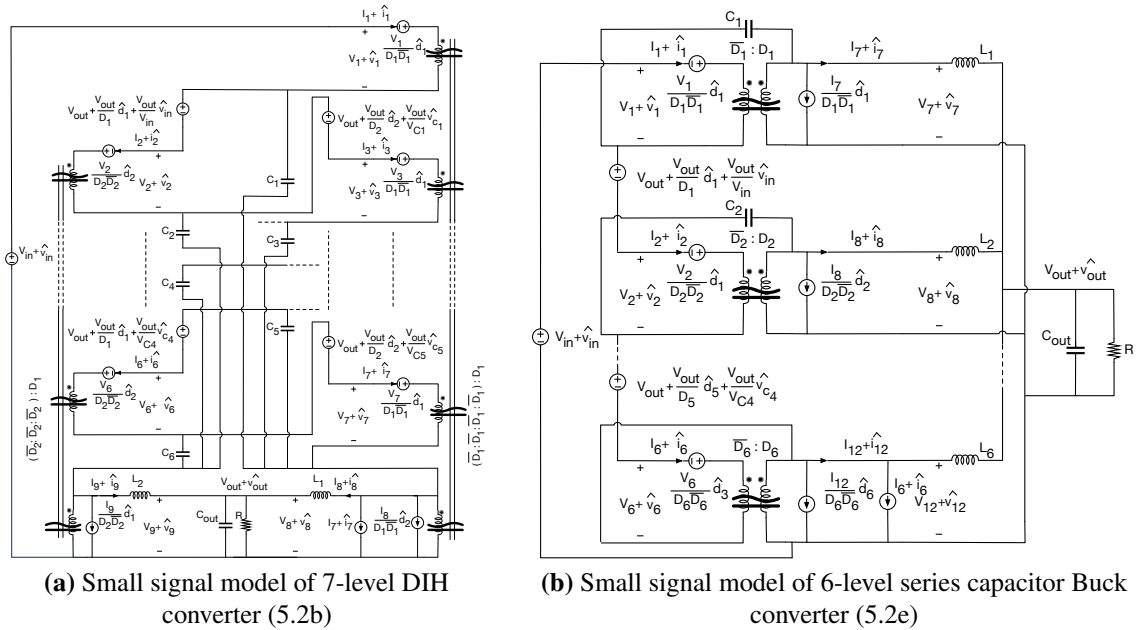 I1 + î1
V1 + v̂1
V1/(D1D̅1) d̂1
Vout + Vout/D1 d̂1 + Vout/Vin v̂in
I2 + î2
V2/(D2D̅2) d̂2
V2 + v̂2
Vout + Vout/D2 d̂2 + Vout/VC1 v̂c1
I3 + î3
V3/(D1D̅1) d̂1
V3 + v̂3
C1
C2
C3
C4
C5
C6
Vin + v̂in
Vout + Vout/D1 d̂1 + Vout/VC4 v̂c4
I6 + î6
V6/(D2D̅2) d̂2
V6 + v̂6
Vout + Vout/D2 d̂2 + Vout/VC5 v̂c5
I7 + î7
V7/(D1D̅1) d̂1
V7 + v̂7
(D̅2:D̅2:D̅2) : D1
(D̅1:D̅1:D̅1:D̅1) : D1
I9 + î9
L2
Vout + v̂out
L1
I8 + î8
I9/(D2D̅2) d̂1
V9 + v̂9
Cout
R
V8 + v̂8
I7 + î7
I8/(D1D̅1) d̂2
(a) Small signal model of 7-level DIH
converter (5.2b)
C1
I1 + î1
D̅1 : D1
I7 + î7
L1
V1/(D1D̅1) d̂1
V1 + v̂1
I7/(D1D̅1) d̂1
V7 + v̂7
Vout + Vout/D1 d̂1 + Vout/Vin v̂in
C2
I2 + î2
D̅2 : D2
I8 + î8
L2
V2/(D2D̅2) d̂1
V2 + v̂2
I8/(D2D̅2) d̂2
V8 + v̂8
Vout + v̂out
Vin + v̂in
Cout
R
Vout + Vout/D5 d̂5 + Vout/VC4 v̂c4
I6 + î6
D̅6 : D6
I12 + î12
L6
V6/(D6D̅6) d̂3
V6 + v̂6
I12/(D6D̅6) d̂6
I6 + î6
V12 + v̂12
(b) Small signal model of 6-level series capacitor Buck
converter (5.2e)